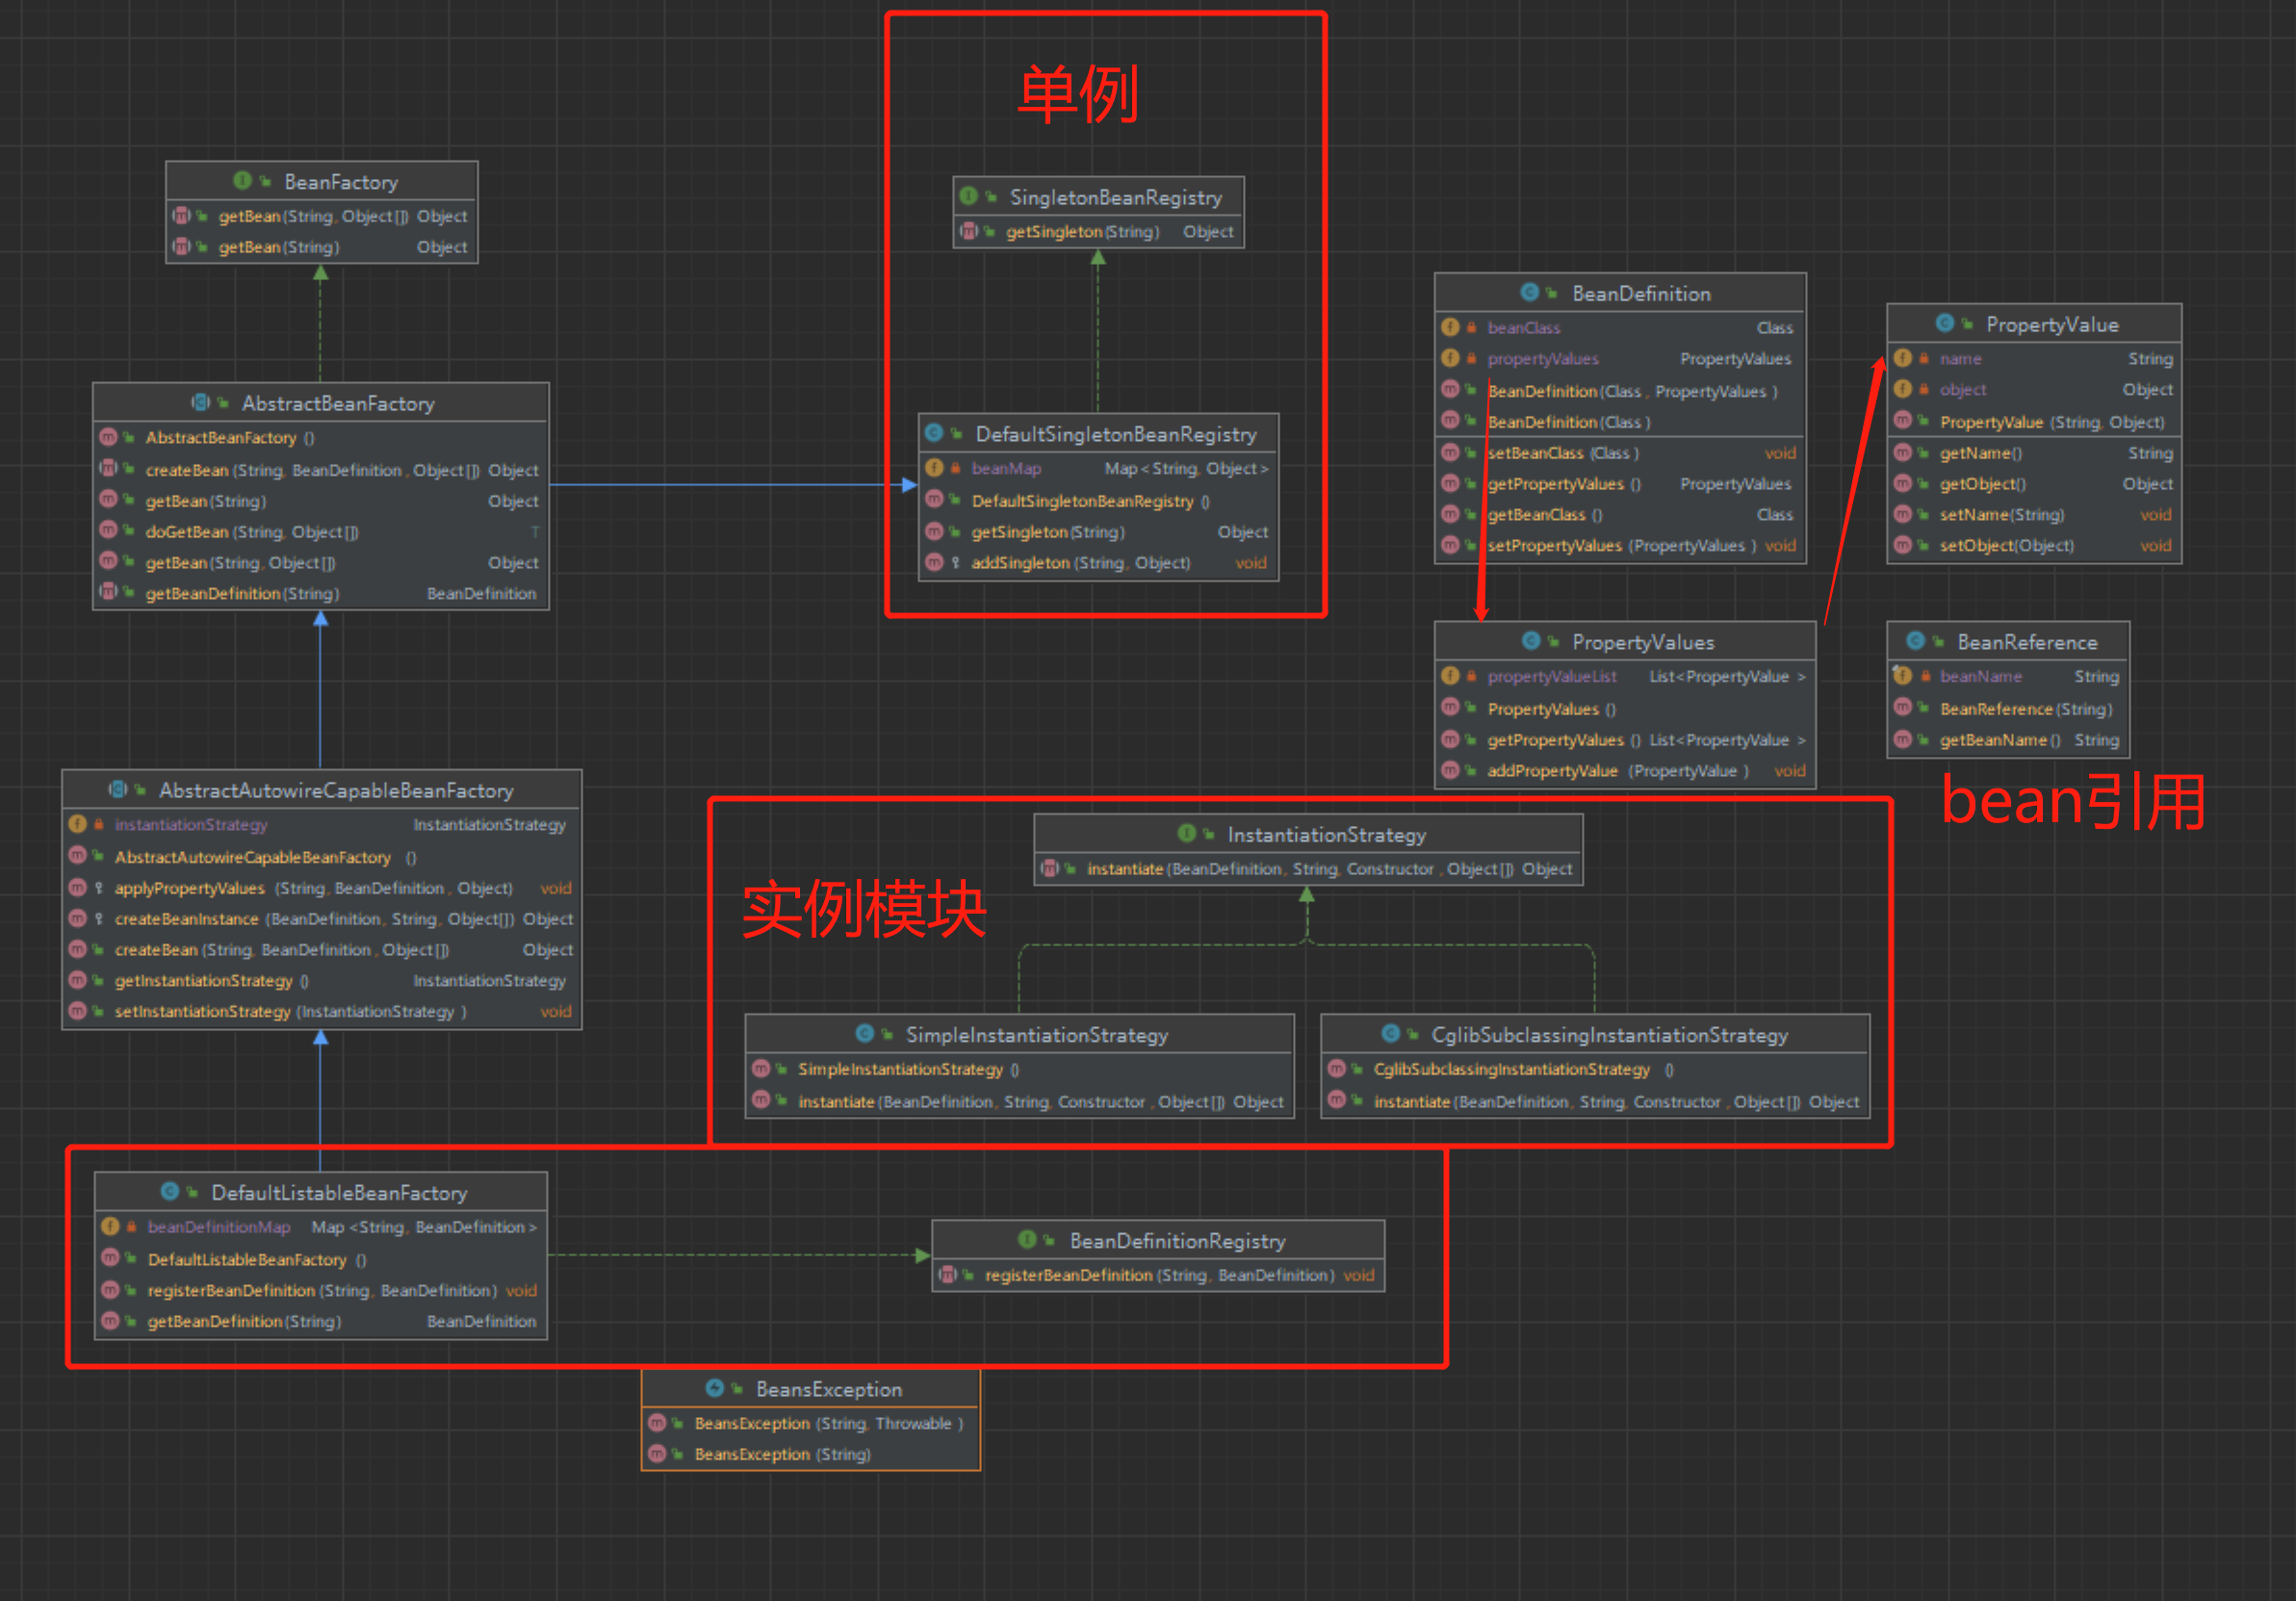 单例
BeanFactory
getBean(String, Object[]) Object
getBean(String) Object
SingletonBeanRegistry
getSingleton(String) Object
AbstractBeanFactory
AbstractBeanFactory ()
createBean (String, BeanDefinition, Object[]) Object
getBean(String) Object
doGetBean (String, Object[]) T
getBean(String, Object[]) Object
getBeanDefinition(String) BeanDefinition
DefaultSingletonBeanRegistry
beanMap Map<String, Object>
DefaultSingletonBeanRegistry ()
getSingleton(String) Object
addSingleton (String, Object) void
BeanDefinition
beanClass Class
propertyValues PropertyValues
BeanDefinition(Class, PropertyValues )
BeanDefinition(Class)
setBeanClass (Class) void
getPropertyValues () PropertyValues
getBeanClass () Class
setPropertyValues (PropertyValues ) void
PropertyValue
name String
object Object
PropertyValue (String, Object)
getName() String
getObject() Object
setName(String) void
setObject(Object) void
PropertyValues
propertyValueList List<PropertyValue >
PropertyValues ()
getPropertyValues () List<PropertyValue >
addPropertyValue (PropertyValue ) void
BeanReference
beanName String
BeanReference(String)
getBeanName() String
bean引用
AbstractAutowireCapableBeanFactory
instantiationStrategy InstantiationStrategy
AbstractAutowireCapableBeanFactory ()
applyPropertyValues (String, BeanDefinition, Object) void
createBeanInstance (BeanDefinition, String, Object[]) Object
createBean (String, BeanDefinition, Object[]) Object
getInstantiationStrategy () InstantiationStrategy
setInstantiationStrategy (InstantiationStrategy ) void
实例模块
InstantiationStrategy
instantiate(BeanDefinition, String, Constructor, Object[]) Object
SimpleInstantiationStrategy
SimpleInstantiationStrategy ()
instantiate(BeanDefinition, String, Constructor, Object[]) Object
CglibSubclassingInstantiationStrategy
CglibSubclassingInstantiationStrategy ()
instantiate(BeanDefinition, String, Constructor, Object[]) Object
DefaultListableBeanFactory
beanDefinitionMap Map<String, BeanDefinition>
DefaultListableBeanFactory ()
registerBeanDefinition (String, BeanDefinition) void
getBeanDefinition(String) BeanDefinition
BeanDefinitionRegistry
registerBeanDefinition (String, BeanDefinition) void
BeansException
BeansException (String, Throwable )
BeansException (String)